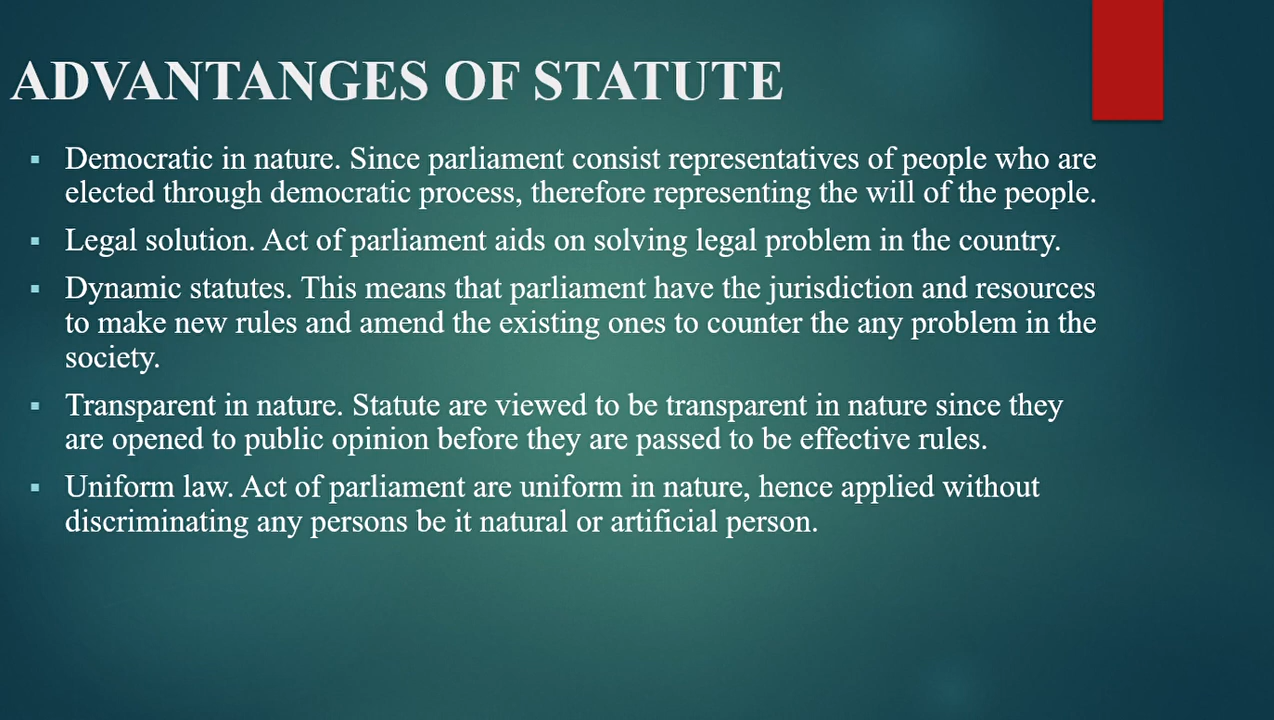 ADVANTANGES OF STATUTE
Democratic in nature. Since parliament consist representatives of people who are
elected through democratic process, therefore representing the will of the people.
Legal solution. Act of parliament aids on solving legal problem in the country.
Dynamic statutes. This means that parliament have the jurisdiction and resources
to make new rules and amend the existing ones to counter the any problem in the
society.
Transparent in nature. Statute are viewed to be transparent in nature since they
are opened to public opinion before they are passed to be effective rules.
Uniform law. Act of parliament are uniform in nature, hence applied without
discriminating any persons be it natural or artificial person.